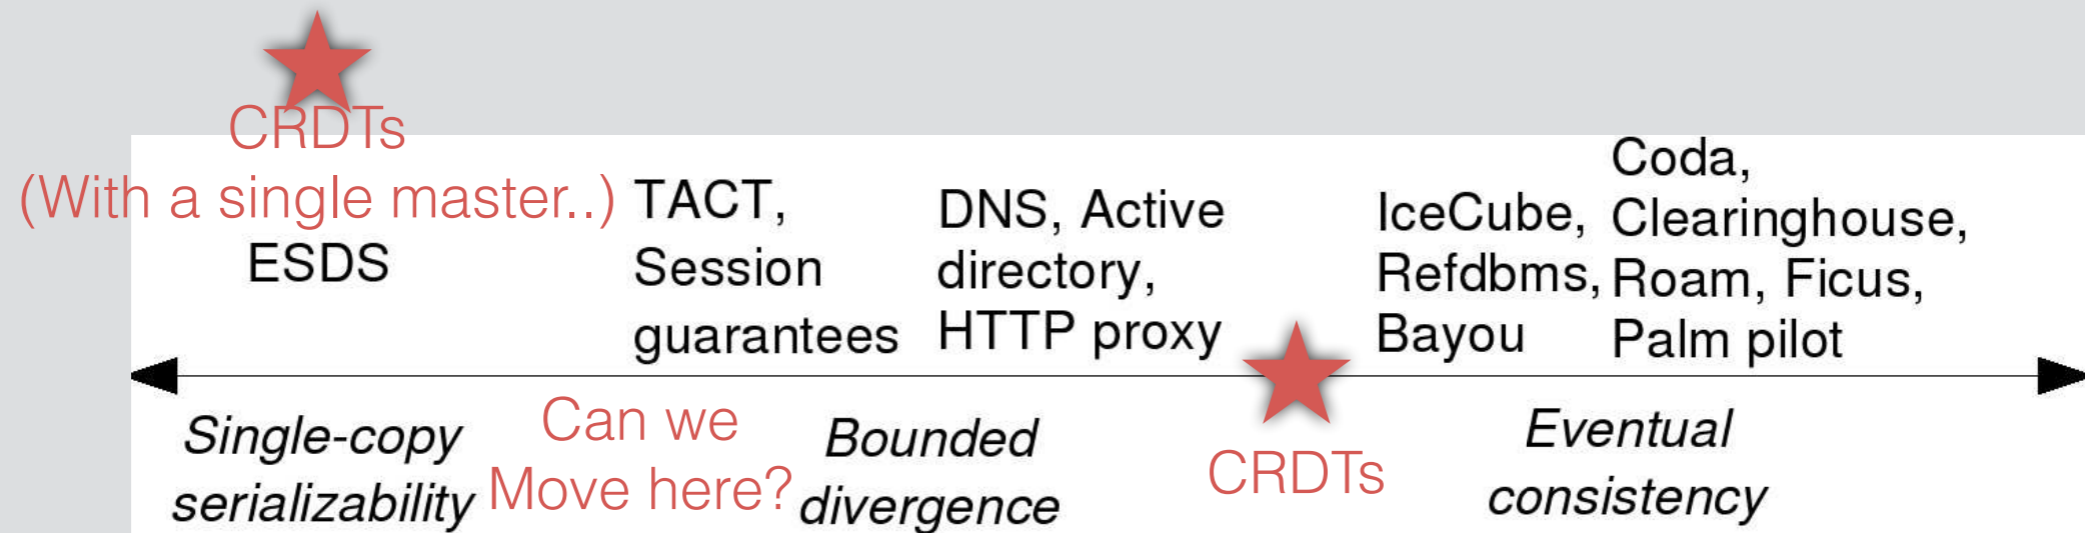 CRDTs
(With a single master..)
ESDS
TACT,
Session
guarantees
DNS, Active
directory,
HTTP proxy
IceCube,
Refdbms,
Bayou
Coda,
Clearinghouse,
Roam, Ficus,
Palm pilot
Single-copy
serializability
Can we
Move here?
Bounded
divergence
CRDTs
Eventual
consistency